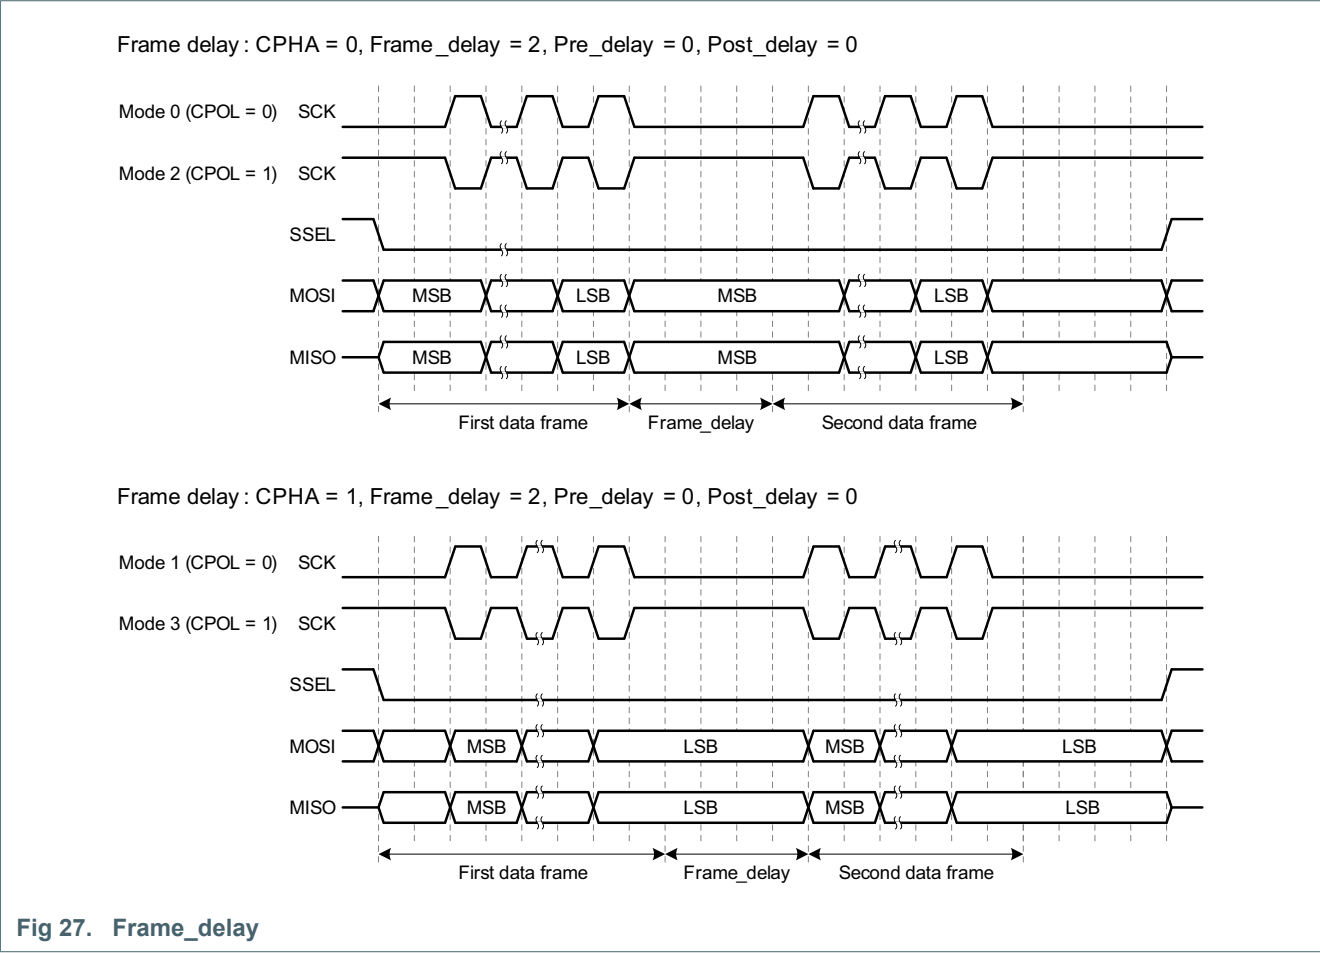 Frame delay : CPHA = 0, Frame_delay = 2, Pre_delay = 0, Post_delay = 0
Mode 0 (CPOL = 0) SCK
Mode 2 (CPOL = 1) SCK
SSEL
MOSI MSB LSB MSB LSB
MISO MSB LSB MSB LSB
First data frame Frame_delay Second data frame
Frame delay : CPHA = 1, Frame_delay = 2, Pre_delay = 0, Post_delay = 0
Mode 1 (CPOL = 0) SCK
Mode 3 (CPOL = 1) SCK
SSEL
MOSI MSB LSB MSB LSB
MISO MSB LSB MSB LSB
First data frame Frame_delay Second data frame
Fig 27. Frame_delay